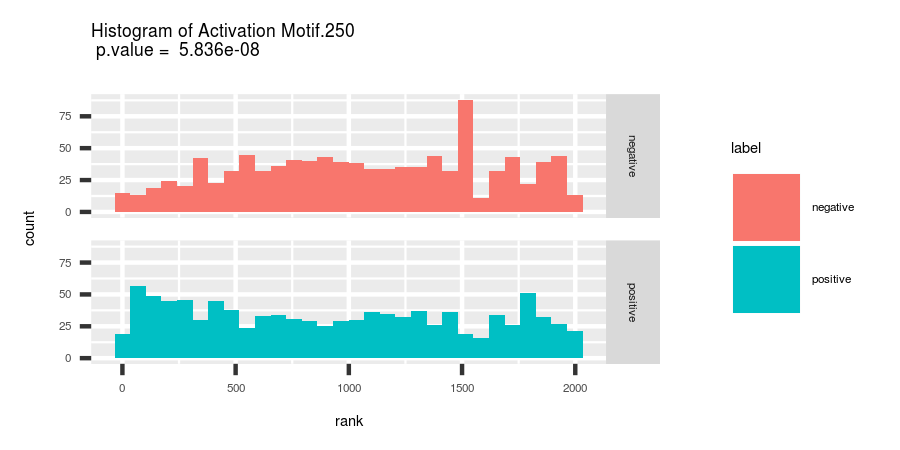 Histogram of Activation Motif.250
p.value = 5.836e-08
count
75
50
25
0
negative
75
50
25
0
positive
0 500 1000 1500 2000
rank
label
negative
positive